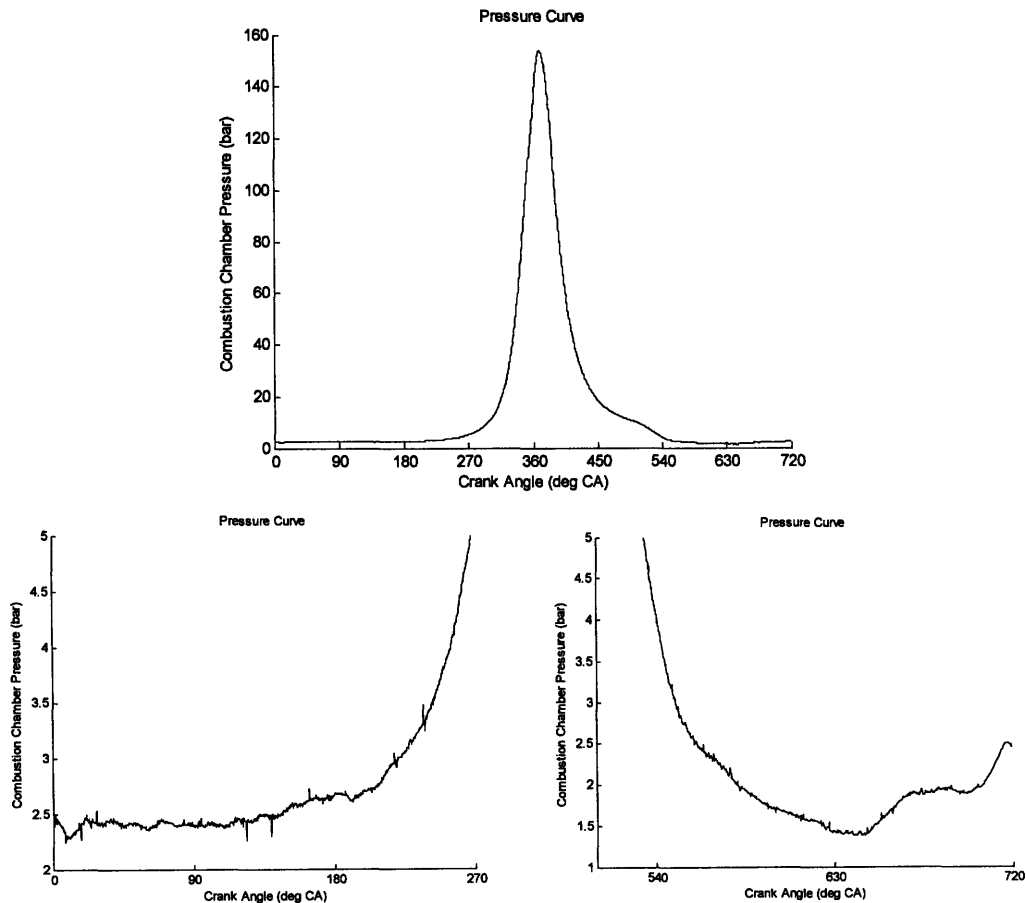 Pressure Curve
160
140
120
100
80
60
40
20
0
Combustion Chamber Pressure (bar)
0 90 180 270 360 450 540 630 720
Crank Angle (deg CA)
Pressure Curve
5
4.5
4
3.5
3
2.5
2
Combustion Chamber Pressure (bar)
0 90 180 270
Crank Angle (deg CA)
Pressure Curve
5
4.5
4
3.5
3
2.5
2
1.5
1
Combustion Chamber Pressure (bar)
540 630 720
Crank Angle (deg CA)